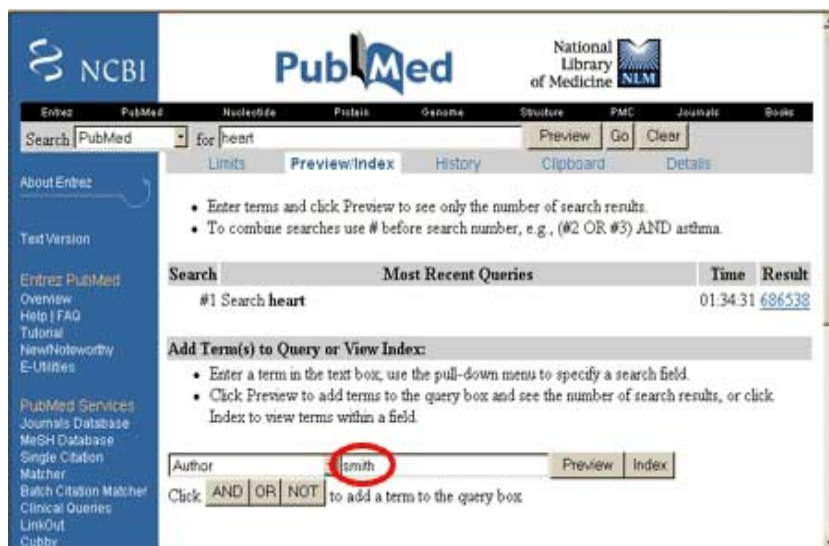 NCBI
PubMed
National
Library
of Medicine NLM
Entrez PubMed Nucleotide Protein Genome Structure PMC Journals Books
Search PubMed for heart Preview Go Clear
Limits Preview/Index History Clipboard Details
About Entrez
Text Version
Entrez PubMed
Overview
Help | FAQ
Tutorial
New/Noteworthy
E-Utilities
PubMed Services
Journals Database
MeSH Database
Single Citation
Matcher
Batch Citation Matcher
Clinical Queries
LinkOut
Cubby
• Enter terms and click Preview to see only the number of search results.
• To combine searches use # before search number, e.g., (#2 OR #3) AND asthma.
Search Most Recent Queries Time Result
#1 Search heart 01:34:31 686538
Add Term(s) to Query or View Index:
• Enter a term in the text box, use the pull-down menu to specify a search field.
• Click Preview to add terms to the query box and see the number of search results, or click
Index to view terms within a field.
Author smith Preview Index
Click AND OR NOT to add a term to the query box